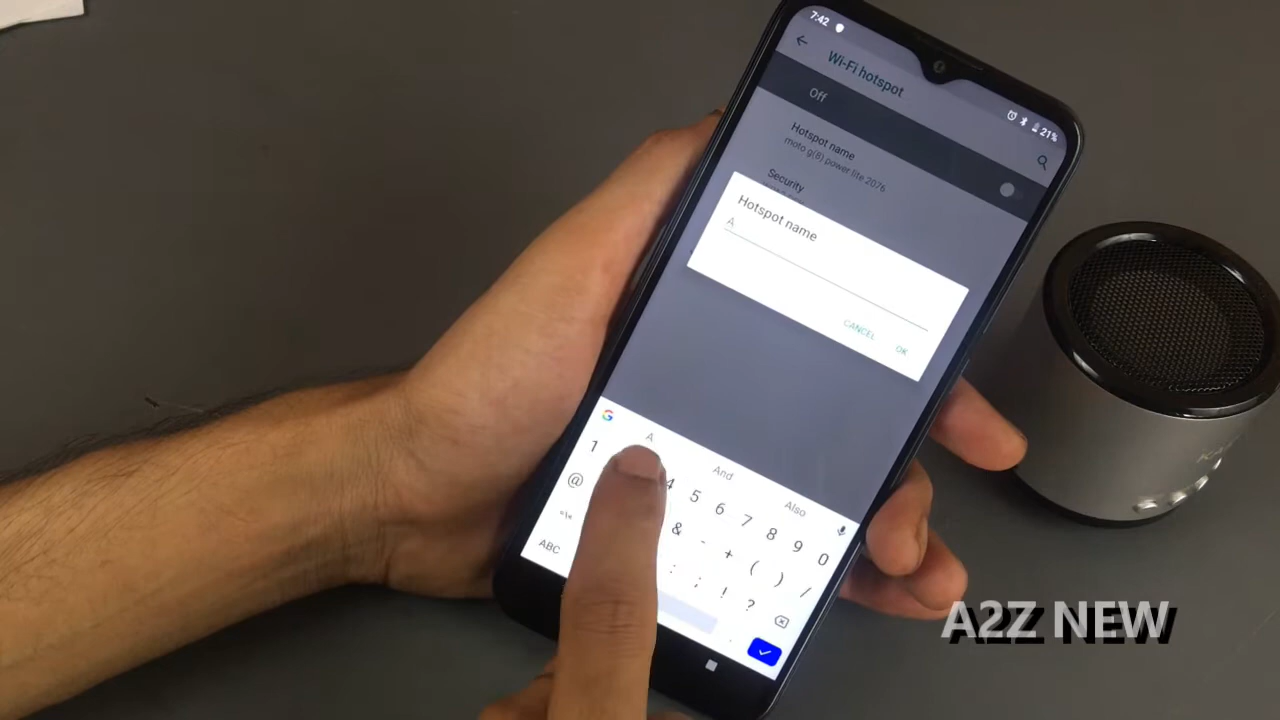 7:42
21%
Wi-Fi hotspot
Off
Hotspot name
moto g(8) power lite 2076
Security
Hotspot name
A
CANCEL OK
A And Also
1 4 5 6 7 8 9 0
@ & - + ( ) /
=\< : ; ! ?
ABC .
A2Z NEW